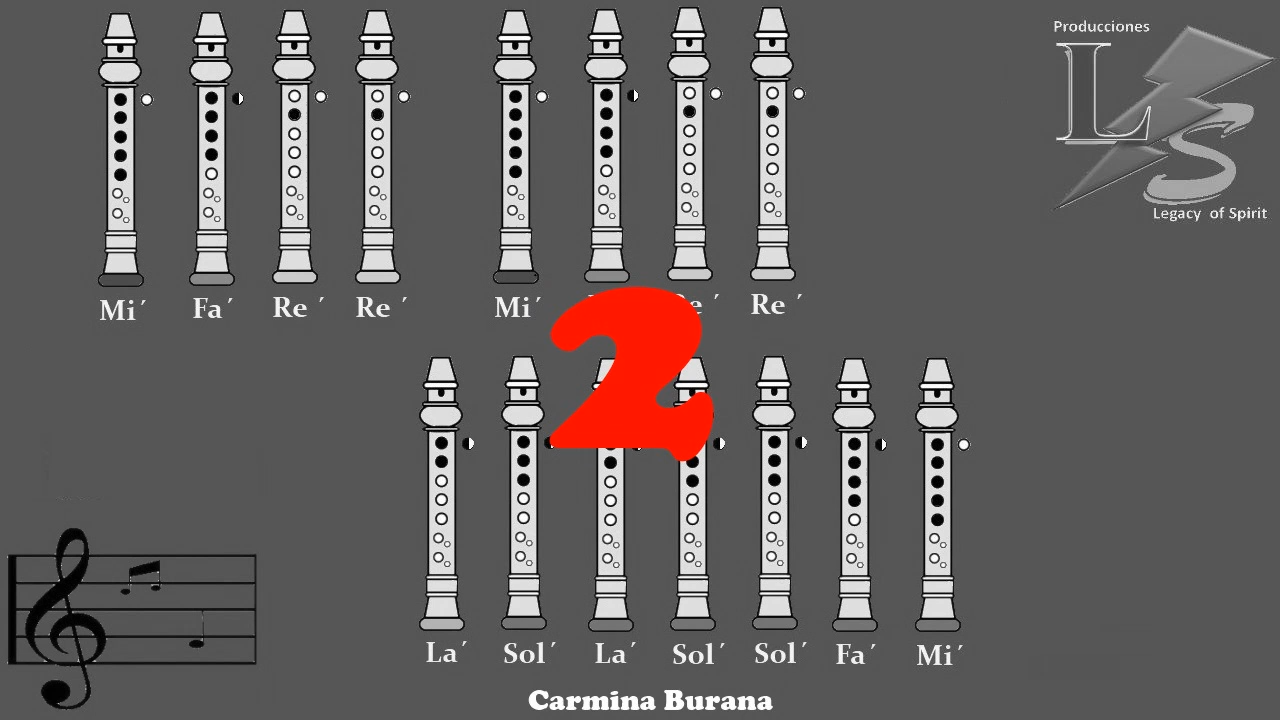 Producciones
L
S
Legacy of Spirit
Mi´ Fa´ Re´ Re´ Mi´ Re´ Re´
2
La´ Sol´ La´ Sol´ Sol´ Fa´ Mi´
Carmina Burana